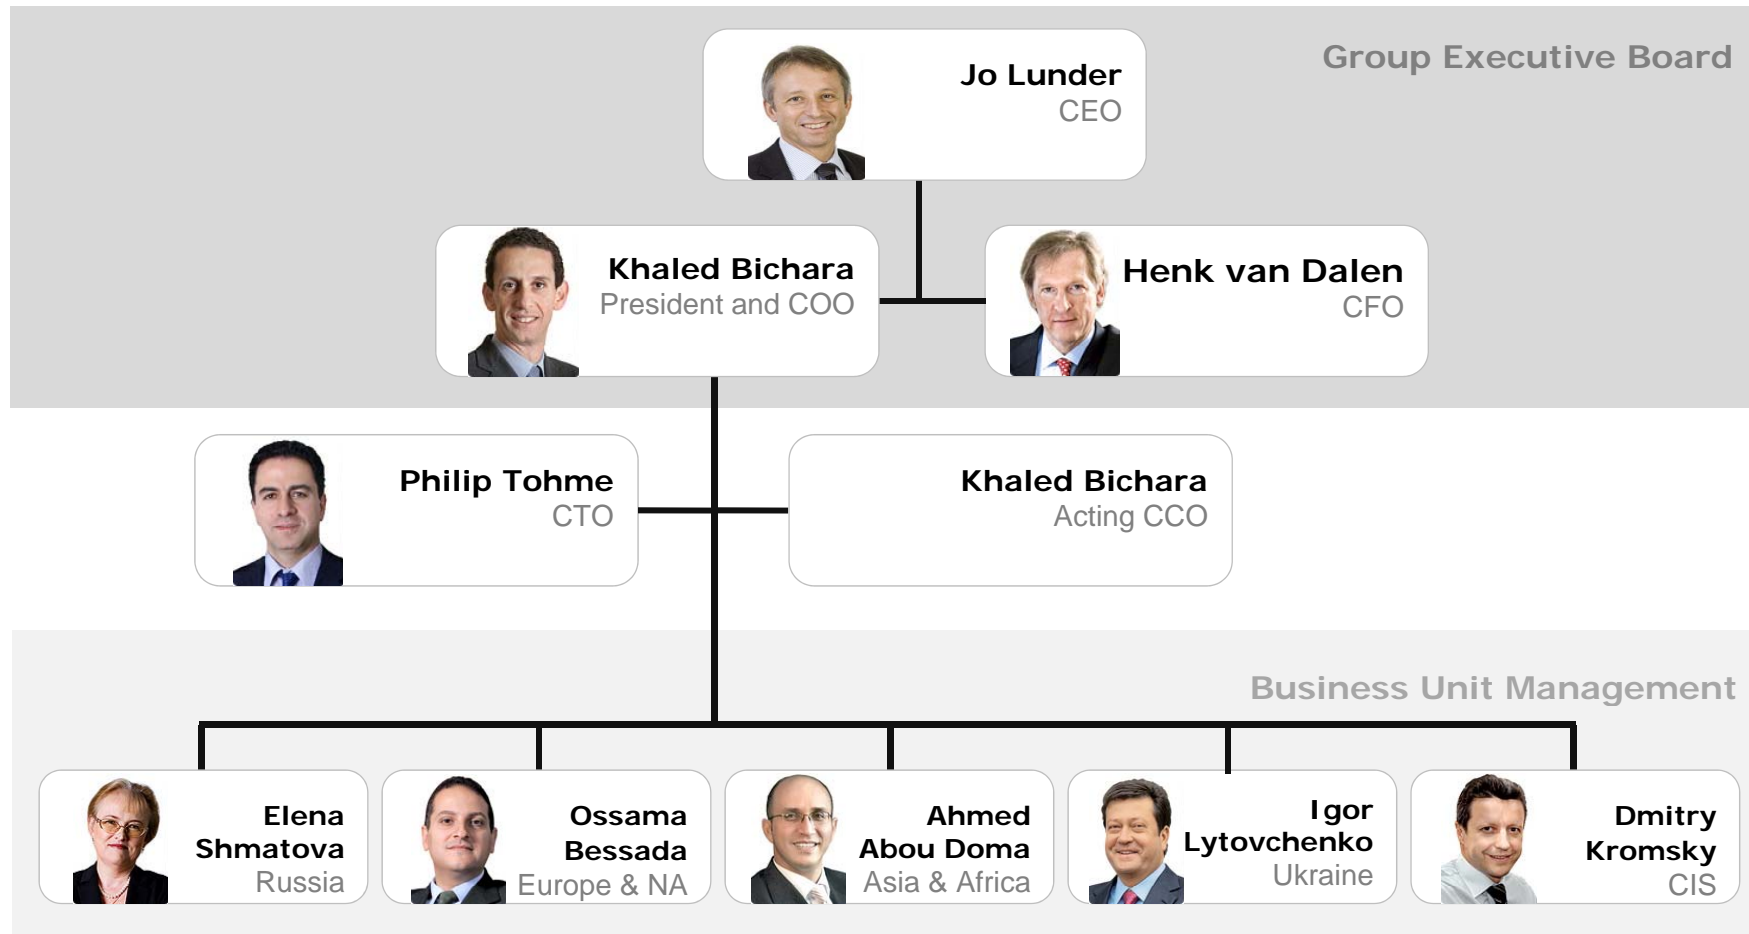 Group Executive Board
Jo Lunder
CEO
Khaled Bichara
President and COO
Henk van Dalen
CFO
Philip Tohme
CTO
Khaled Bichara
Acting CCO
Business Unit Management
Elena
Shmatova
Russia
Ossama
Bessada
Europe & NA
Ahmed
Abou Doma
Asia & Africa
Igor
Lytovchenko
Ukraine
Dmitry
Kromsky
CIS